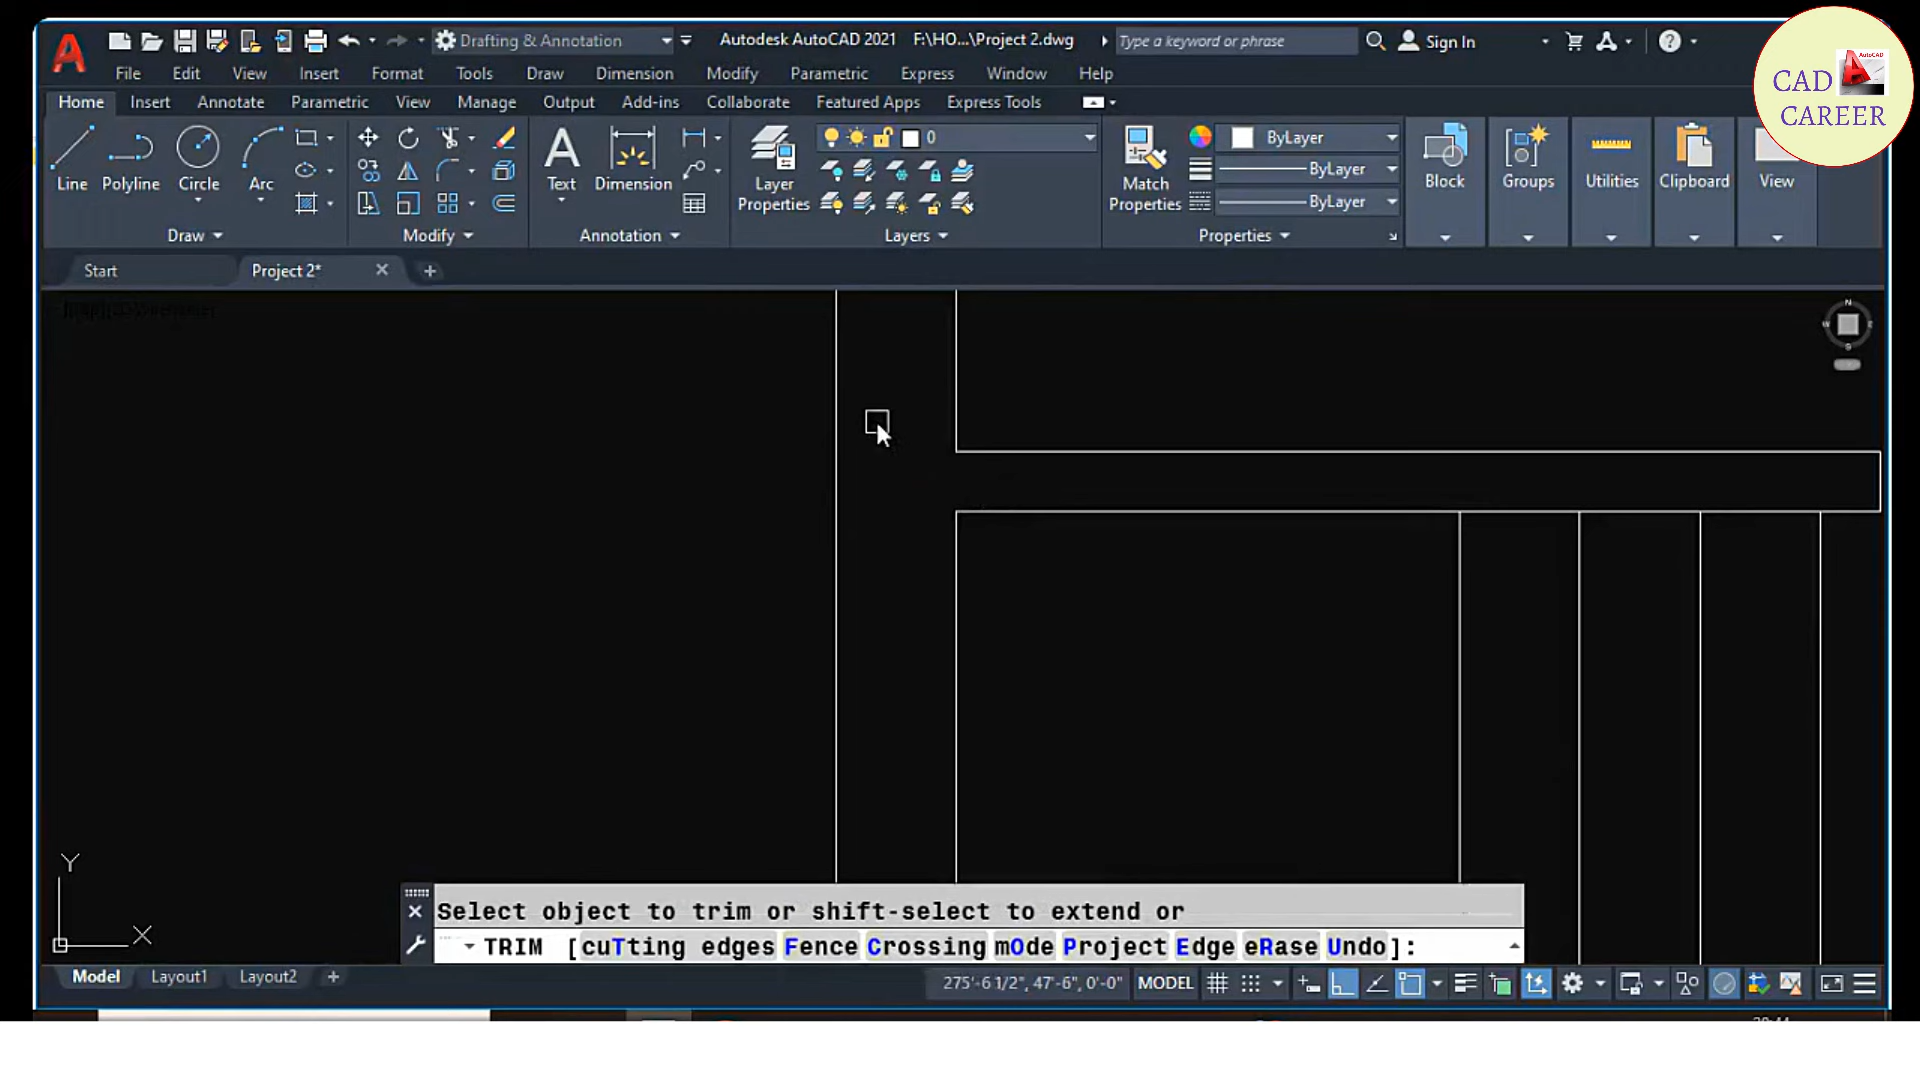 Drafting & Annotation
Autodesk AutoCAD 2021 F:\HO...\Project 2.dwg
Type a keyword or phrase
Sign In
File Edit View Insert Format Tools Draw Dimension Modify Parametric Express Window Help
Home Insert Annotate Parametric View Manage Output Add-ins Collaborate Featured Apps Express Tools
AutoCAD
CAD
CAREER
0
ByLayer
ByLayer
ByLayer
Line Polyline Circle Arc
Text Dimension
Layer
Properties
Match
Properties
Block Groups Utilities Clipboard View
Draw Modify Annotation Layers Properties
Start Project 2*
N
W
S
Y
X
Select object to trim or shift-select to extend or
TRIM [cuTting edges Fence Crossing mOde Project Edge eRase Undo]:
Model Layout1 Layout2
275'-6 1/2", 47'-6", 0'-0" MODEL